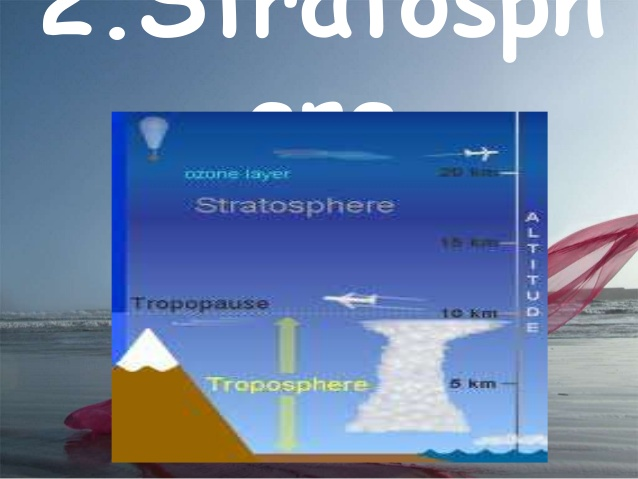 2.Stratosph
ere
ozone layer
20 km
Stratosphere
15 km
Tropopause
10 km
Troposphere
5 km
ALTITUDE